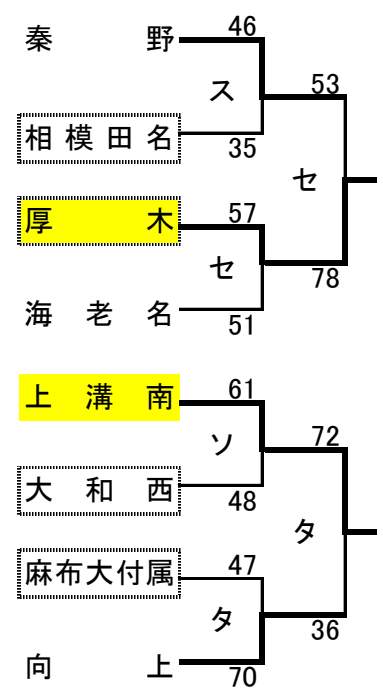 秦野 46
ス 53
相模田名 35
セ
厚木 57
セ 78
海老名 51
上溝南 61
ソ 72
大和西 48
タ
麻布大付属 47
タ 36
向上 70